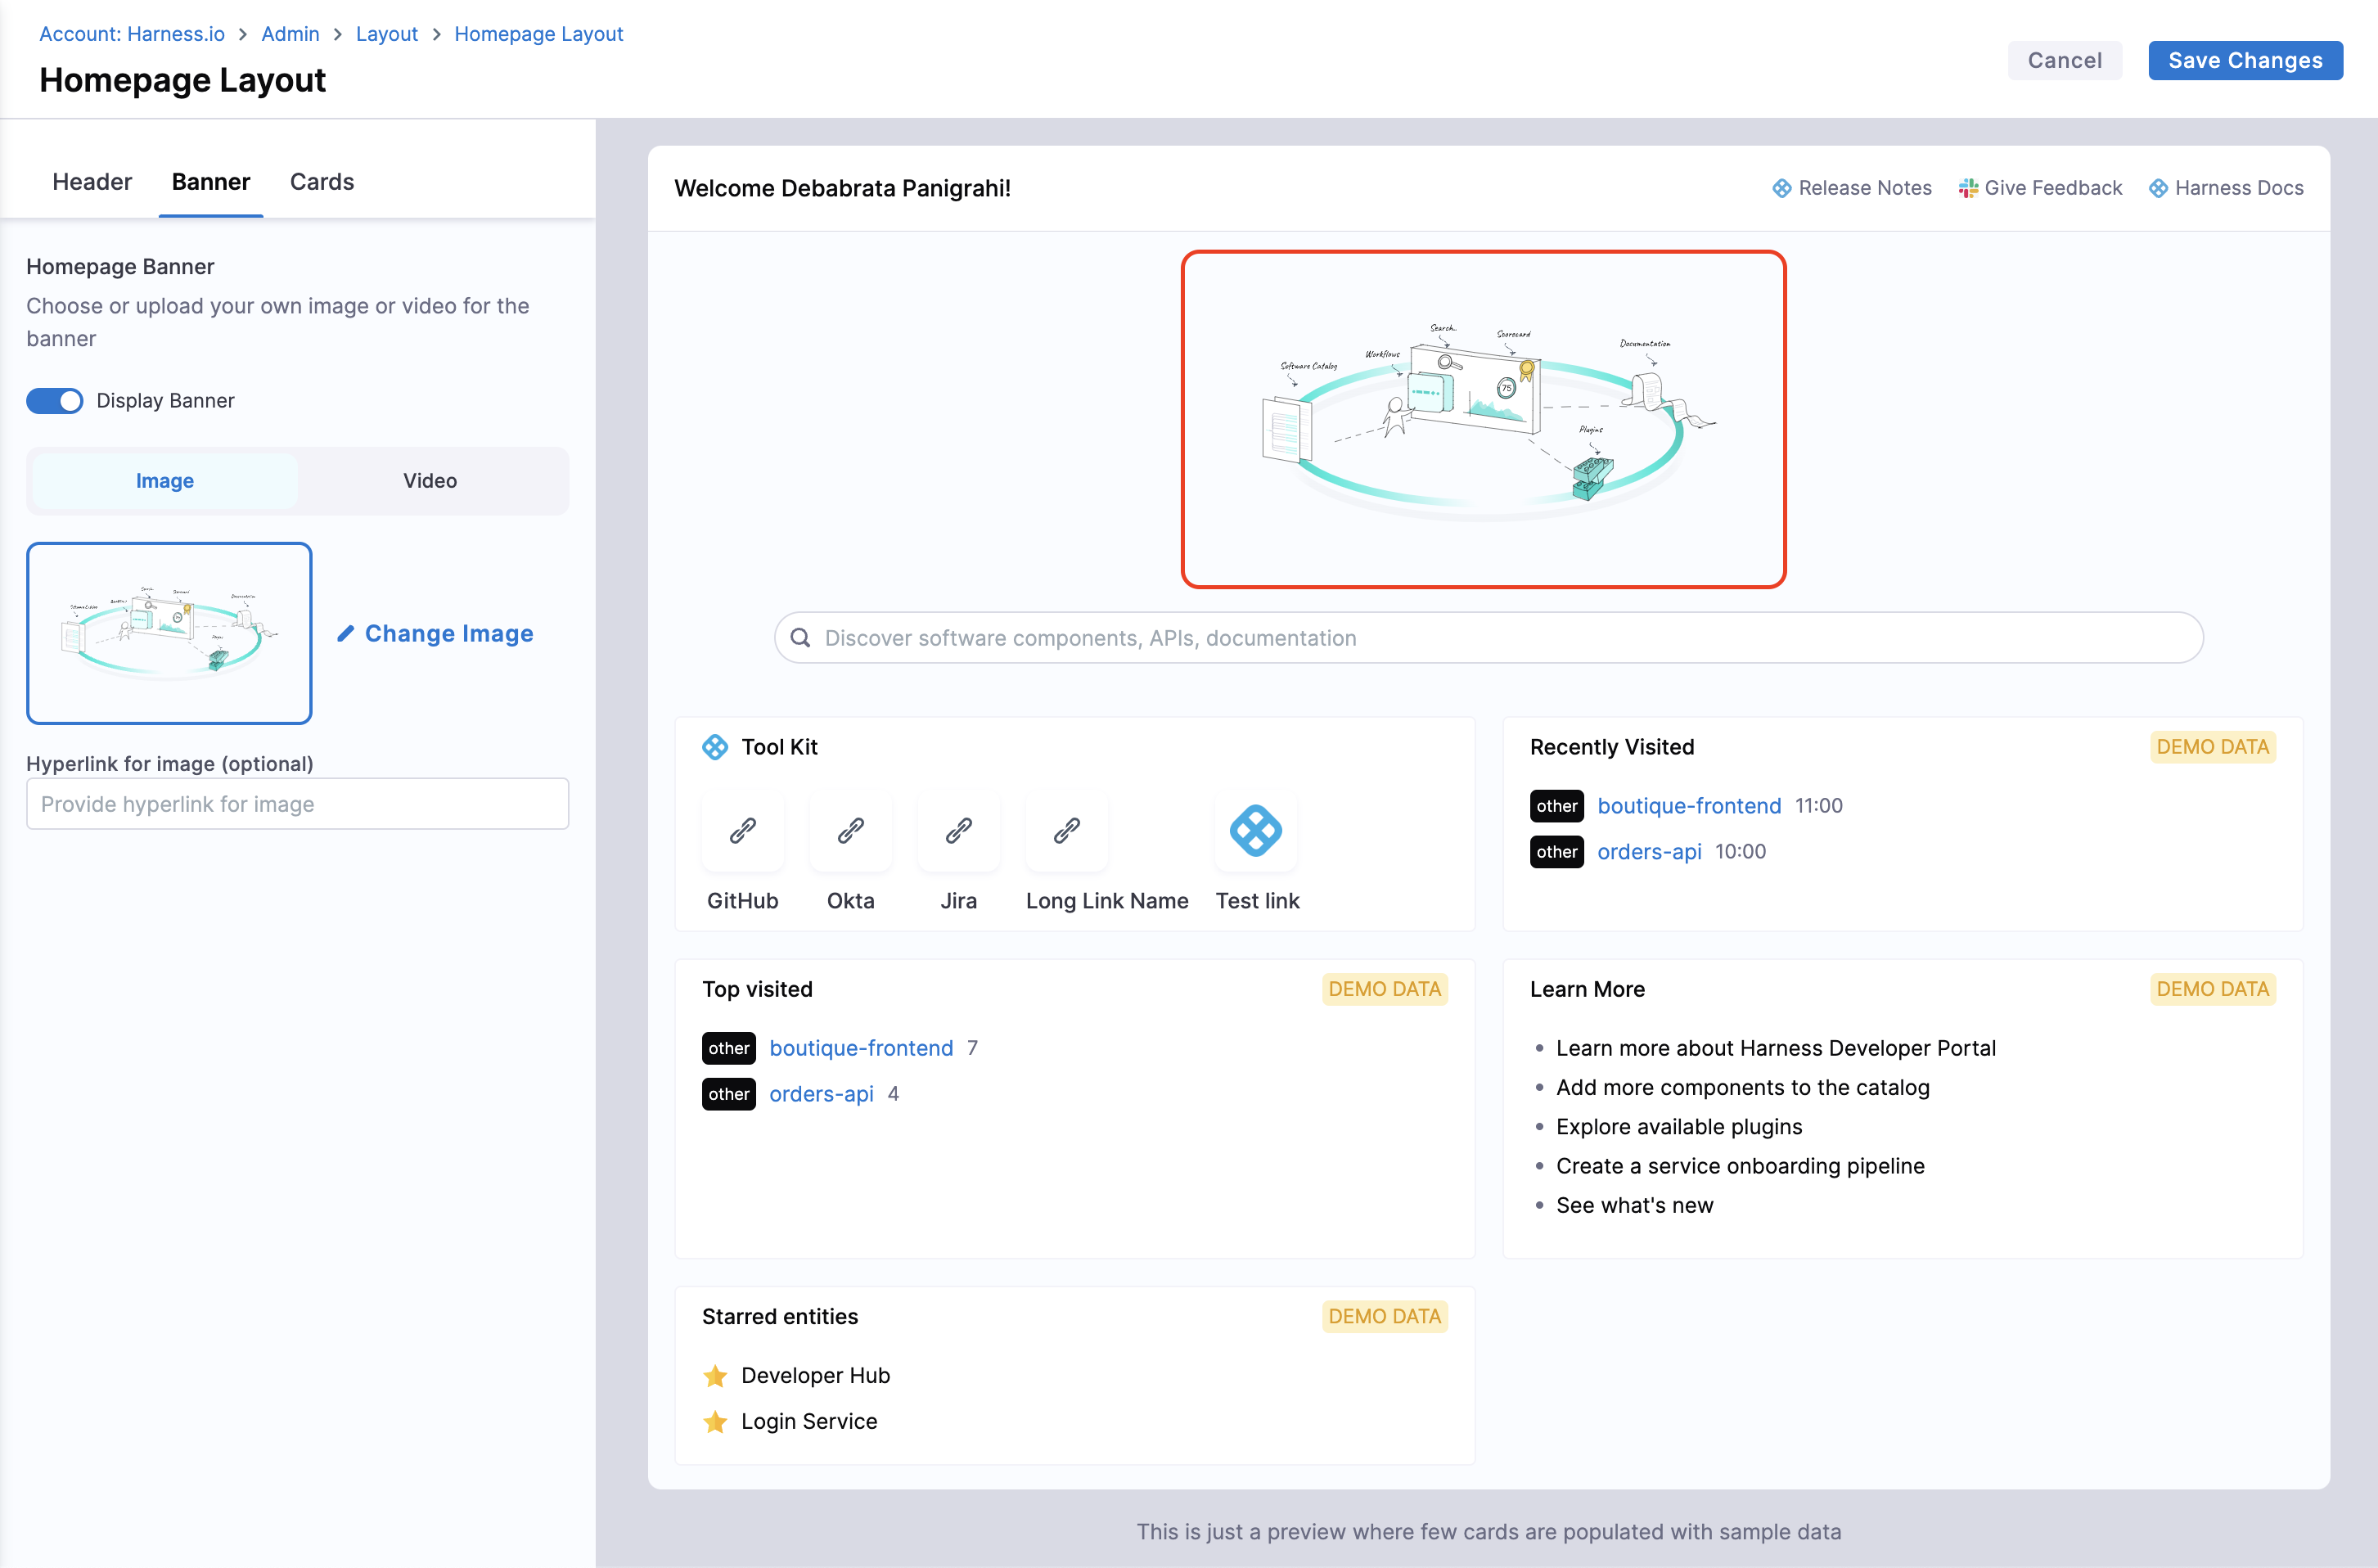 Account: Harness.io > Admin > Layout > Homepage Layout
Homepage Layout
Cancel
Save Changes
Header
Banner
Cards
Homepage Banner
Choose or upload your own image or video for the
banner
Display Banner
Image
Video
Change Image
Hyperlink for image (optional)
Provide hyperlink for image
Welcome Debabrata Panigrahi!
Release Notes
Give Feedback
Harness Docs
Search..
Scorecard
Documentation
Workflows
Software Catalog
75
Plugins
Discover software components, APIs, documentation
Tool Kit
GitHub
Okta
Jira
Long Link Name
Test link
Recently Visited
DEMO DATA
other boutique-frontend 11:00
other orders-api 10:00
Top visited
DEMO DATA
other boutique-frontend 7
other orders-api 4
Learn More
DEMO DATA
• Learn more about Harness Developer Portal
• Add more components to the catalog
• Explore available plugins
• Create a service onboarding pipeline
• See what's new
Starred entities
DEMO DATA
Developer Hub
Login Service
This is just a preview where few cards are populated with sample data